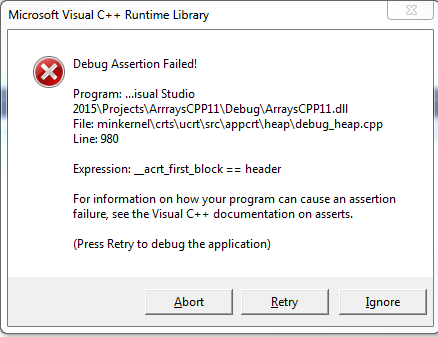 Microsoft Visual C++ Runtime Library
Debug Assertion Failed!
Program: ...isual Studio
2015\Projects\ArrraysCPP11\Debug\ArraysCPP11.dll
File: minkernel\crts\ucrt\src\appcrt\heap\debug_heap.cpp
Line: 980
Expression: __acrt_first_block == header
For information on how your program can cause an assertion
failure, see the Visual C++ documentation on asserts.
(Press Retry to debug the application)
Abort Retry Ignore